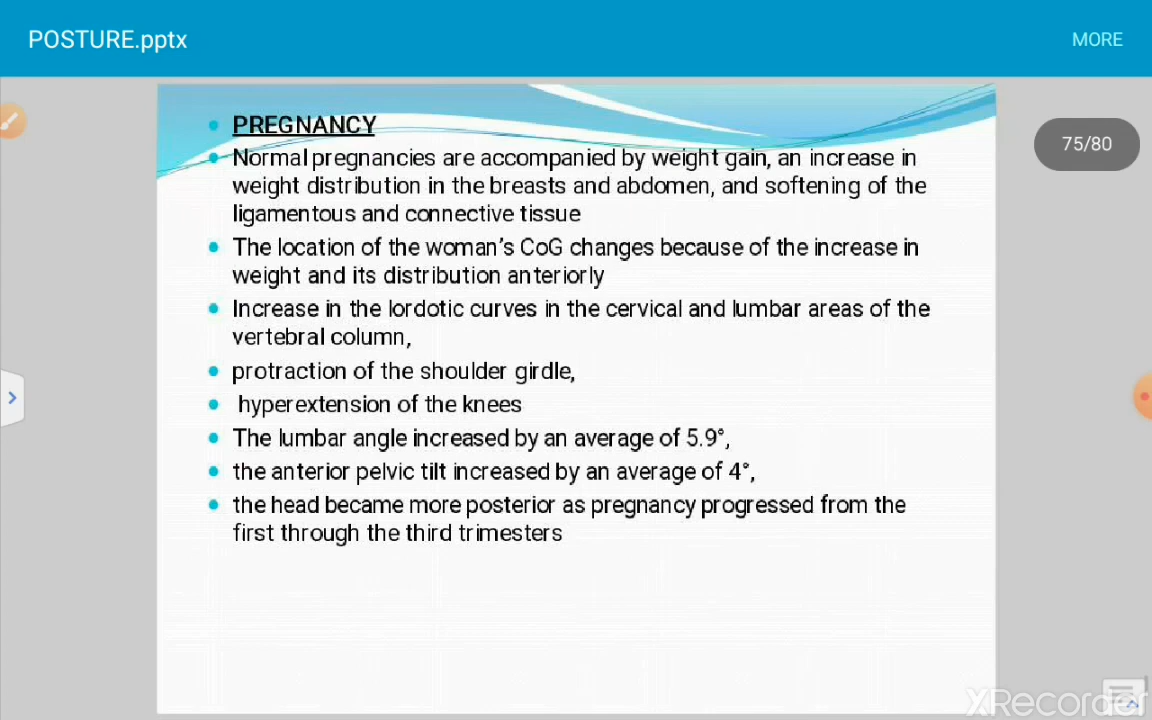 POSTURE.pptx
MORE
75/80
PREGNANCY
Normal pregnancies are accompanied by weight gain, an increase in
weight distribution in the breasts and abdomen, and softening of the
ligamentous and connective tissue
The location of the woman's CoG changes because of the increase in
weight and its distribution anteriorly
Increase in the lordotic curves in the cervical and lumbar areas of the
vertebral column,
protraction of the shoulder girdle,
hyperextension of the knees
The lumbar angle increased by an average of 5.9°,
the anterior pelvic tilt increased by an average of 4°,
the head became more posterior as pregnancy progressed from the
first through the third trimesters
XRecorder